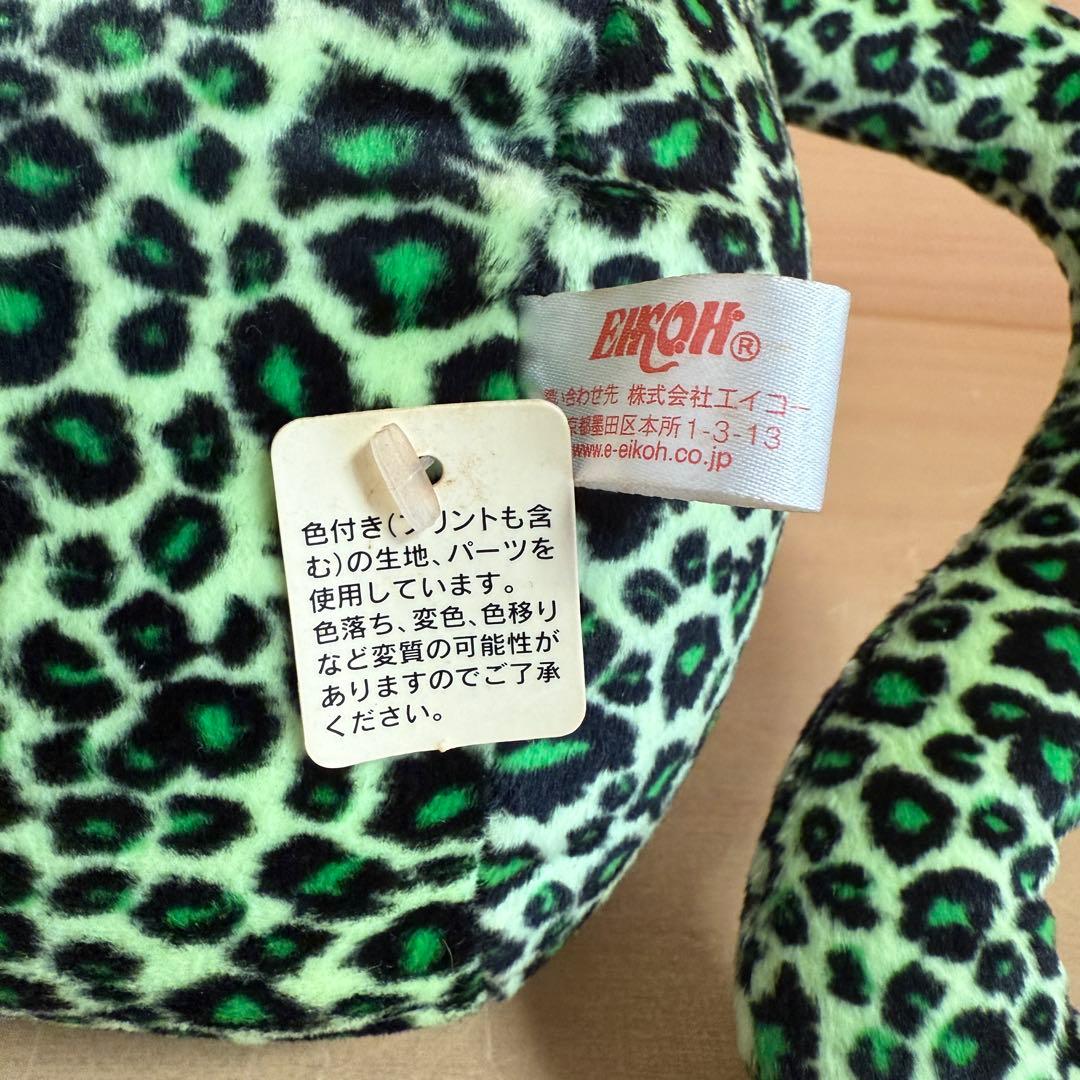 EIKOH®
い合わせ先 株式会社エイコー
京都墨田区本所1-3-13
www.e-eikoh.co.jp
色付き(プリントも含
む)の生地、パーツを
使用しています。
色落ち、変色、色移り
など変質の可能性が
ありますのでご了承
ください。